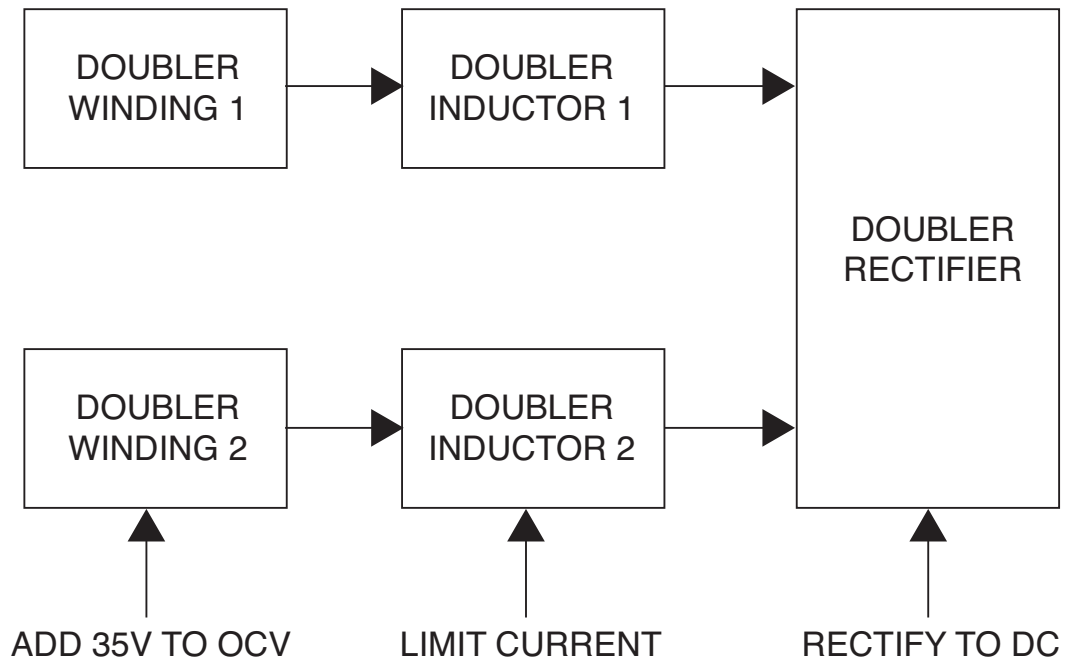 DOUBLER
WINDING 1
DOUBLER
INDUCTOR 1
DOUBLER
RECTIFIER
DOUBLER
WINDING 2
DOUBLER
INDUCTOR 2
ADD 35V TO OCV
LIMIT CURRENT
RECTIFY TO DC